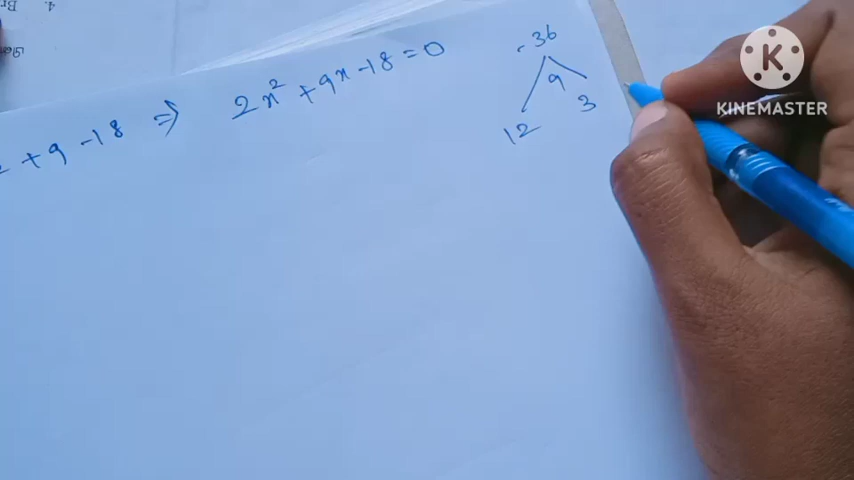 +9 -18 ⇒ 2x² + 9x - 18 = 0
- 36
9
12 3
KINEMASTER